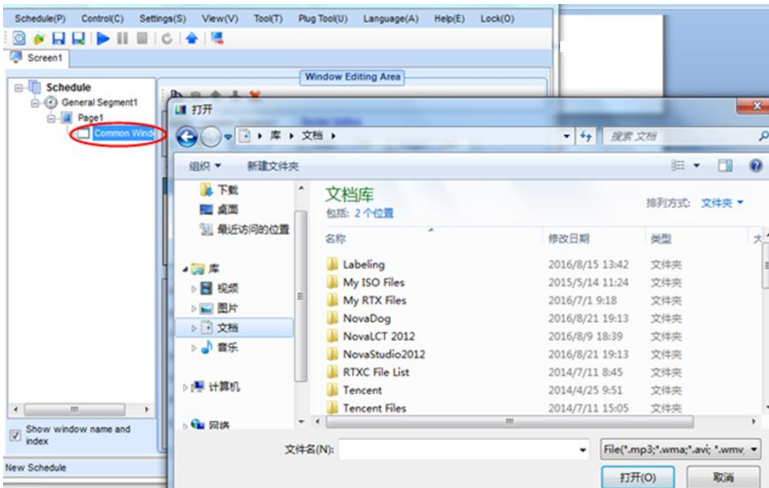 Schedule(P) Control(C) Settings(S) View(V) Tool(T) Plug Tool(U) Language(A) Help(E) Lock(O)
Screen1
Window Editing Area
Schedule
General Segment1
Page1
Common Winde
打开
库 文档
搜索 文档
组织 新建文件夹
下载
桌面
最近访问的位置
库
视频
图片
文档
音乐
计算机
网络
文档库
包括: 2 个位置
排列方式: 文件夹
名称 修改日期 类型 大
Labeling 2016/8/15 13:42 文件夹
My ISO Files 2015/5/14 11:24 文件夹
My RTX Files 2016/7/1 9:18 文件夹
NovaDog 2016/8/21 19:13 文件夹
NovaLCT 2012 2016/8/9 18:39 文件夹
NovaStudio2012 2016/8/21 19:13 文件夹
RTXC File List 2014/7/11 8:45 文件夹
Tencent 2014/4/25 9:51 文件夹
Tencent Files 2014/7/11 15:05 文件夹
Show window name and
index
文件名(N):
File(*.mp3;*.wma;*.avi; *.wmv,
打开(O) 取消
New Schedule